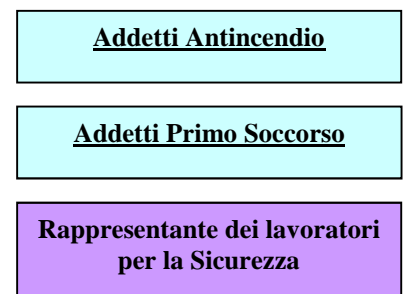 Addetti Antincendio
Addetti Primo Soccorso
Rappresentante dei lavoratori
per la Sicurezza